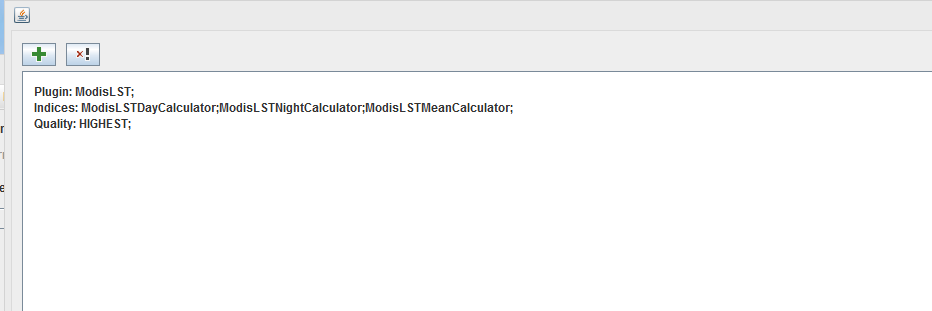 Plugin: ModisLST;
Indices: ModisLSTDayCalculator;ModisLSTNightCalculator;ModisLSTMeanCalculator;
Quality: HIGHEST;